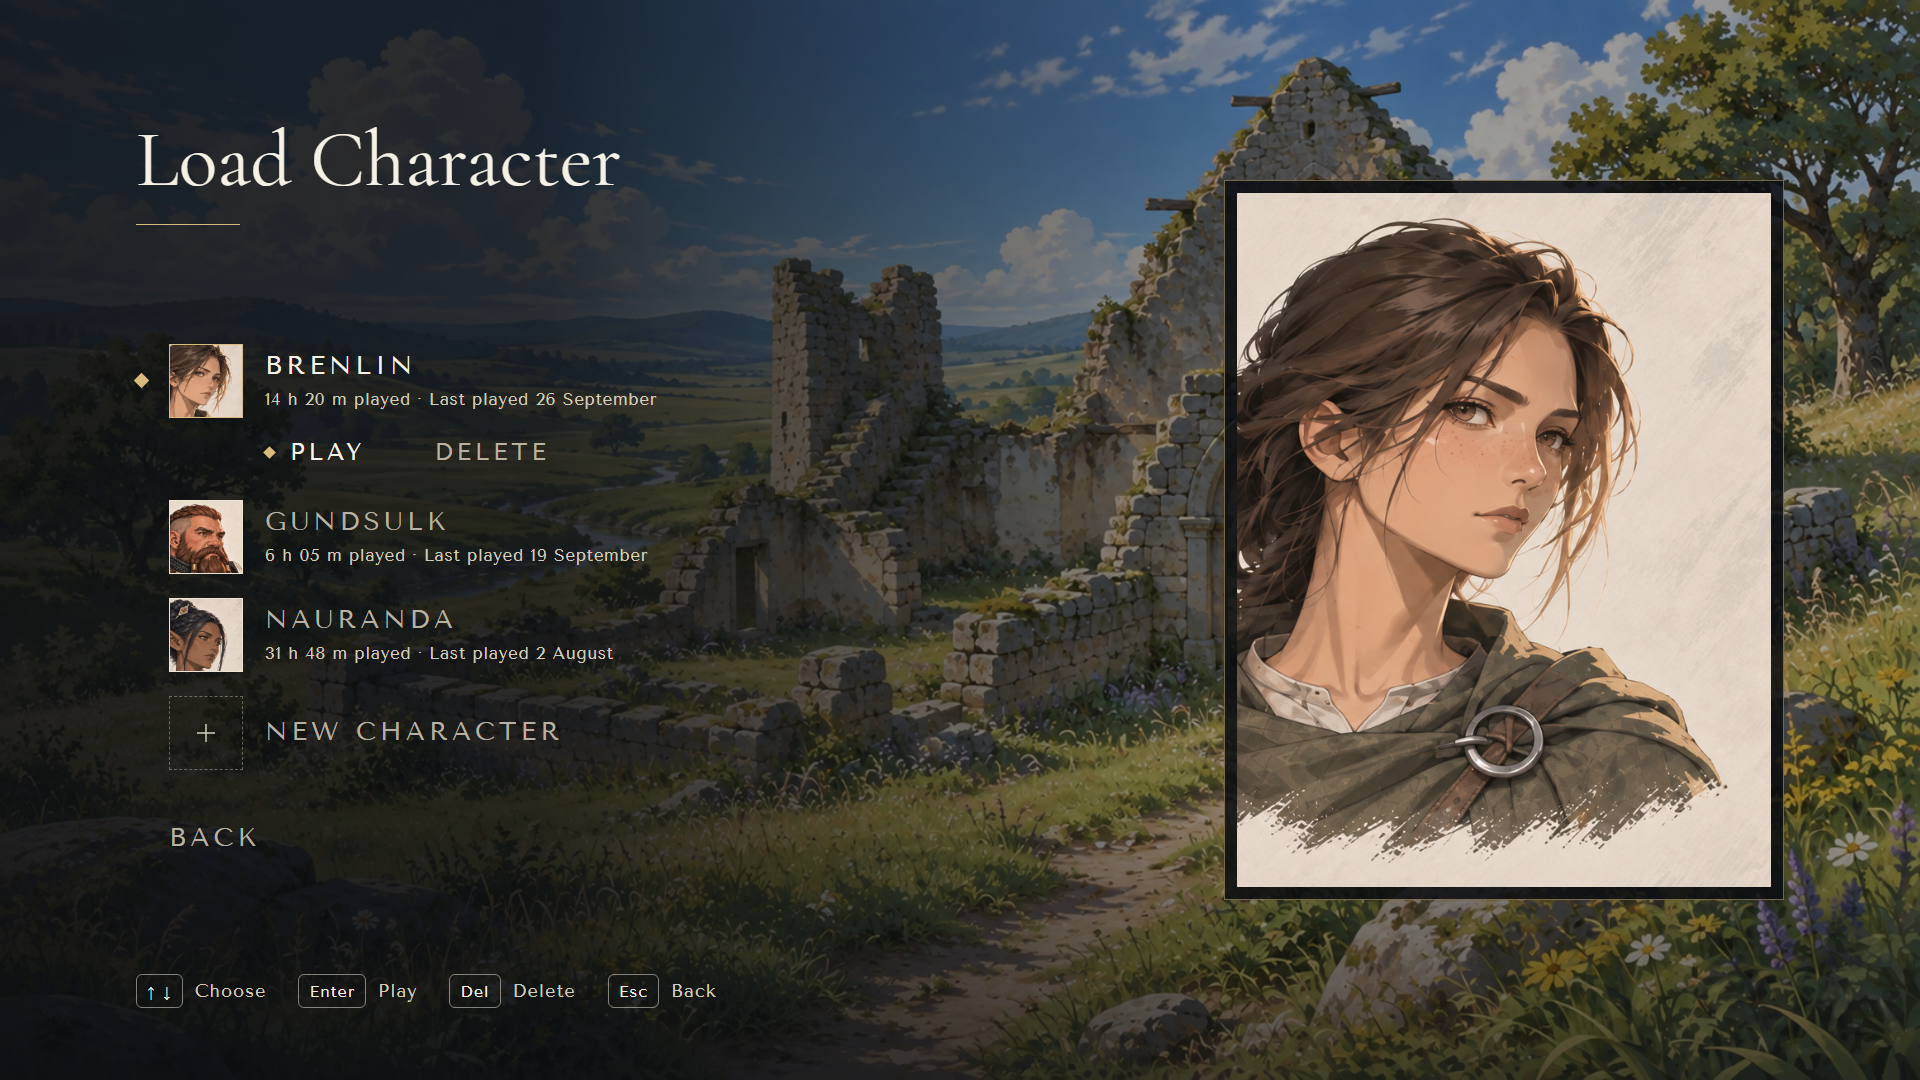 Load Character
BRENLIN
14 h 20 m played · Last played 26 September
PLAY
DELETE
GUNDSULK
6 h 05 m played · Last played 19 September
NAURANDA
31 h 48 m played · Last played 2 August
+ NEW CHARACTER
BACK
↑ ↓ Choose Enter Play Del Delete Esc Back